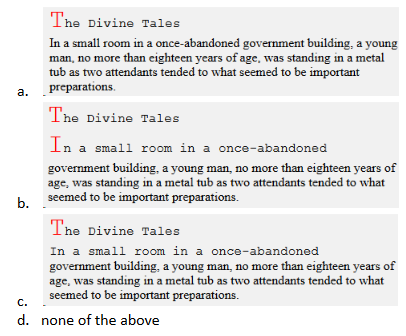 The Divine Tales
In a small room in a once-abandoned government building, a young
man, no more than eighteen years of age, was standing in a metal
tub as two attendants tended to what seemed to be important
a. preparations.
The Divine Tales
In a small room in a once-abandoned
government building, a young man, no more than eighteen years of
age, was standing in a metal tub as two attendants tended to what
b. seemed to be important preparations.
The Divine Tales
In a small room in a once-abandoned
government building, a young man, no more than eighteen years of
age, was standing in a metal tub as two attendants tended to what
c. seemed to be important preparations.
d. none of the above